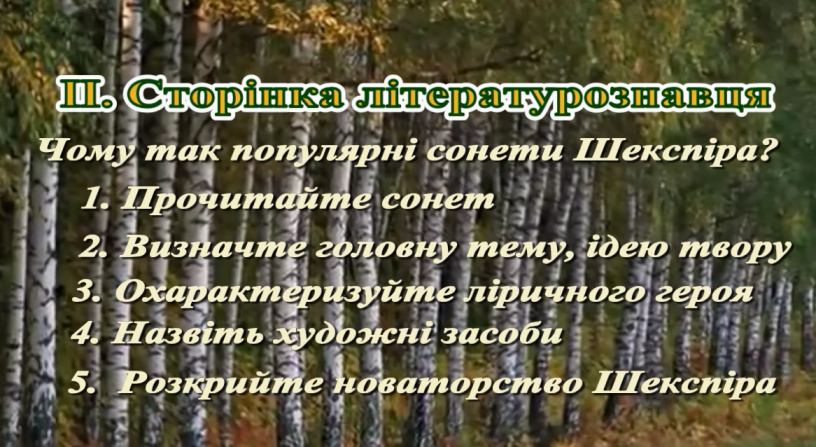 ІІ. Сторінка літературознавця
Чому так популярні сонети Шекспіра?
1. Прочитайте сонет
2. Визначте головну тему, ідею твору
3. Охарактеризуйте ліричного героя
4. Назвіть художні засоби
5. Розкрийте новаторство Шекспіра